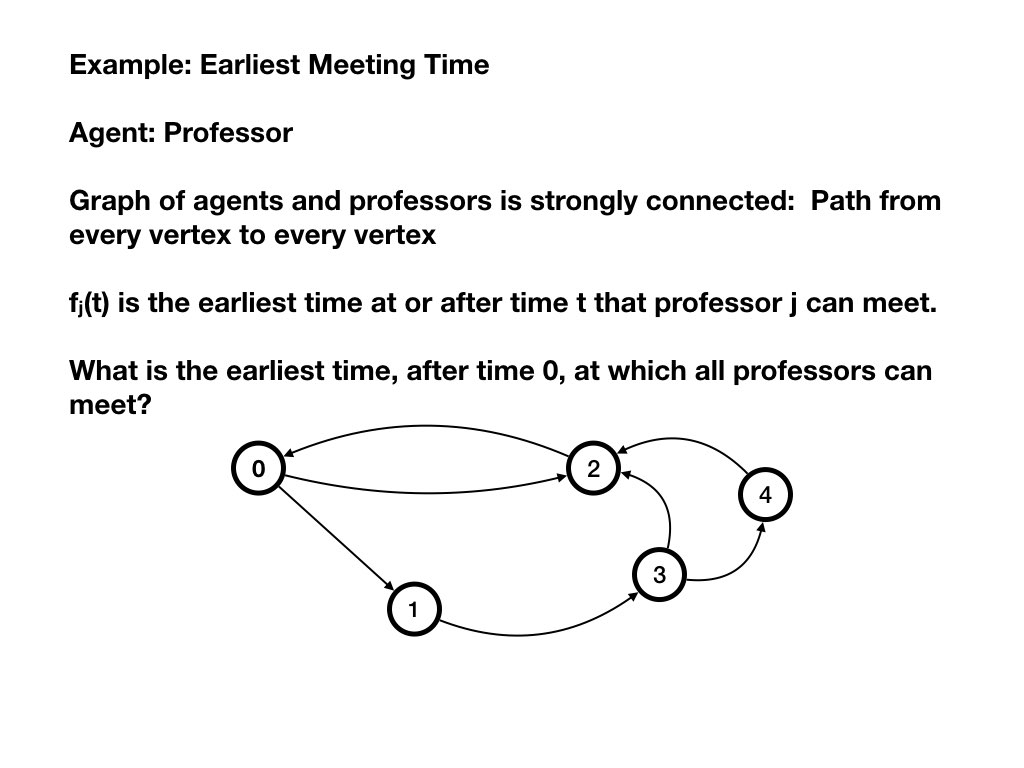 Example: Earliest Meeting Time
Agent: Professor
Graph of agents and professors is strongly connected:  Path from
every vertex to every vertex
fⱼ(t) is the earliest time at or after time t that professor j can meet.
What is the earliest time, after time 0, at which all professors can
meet?
0
2
4
3
1